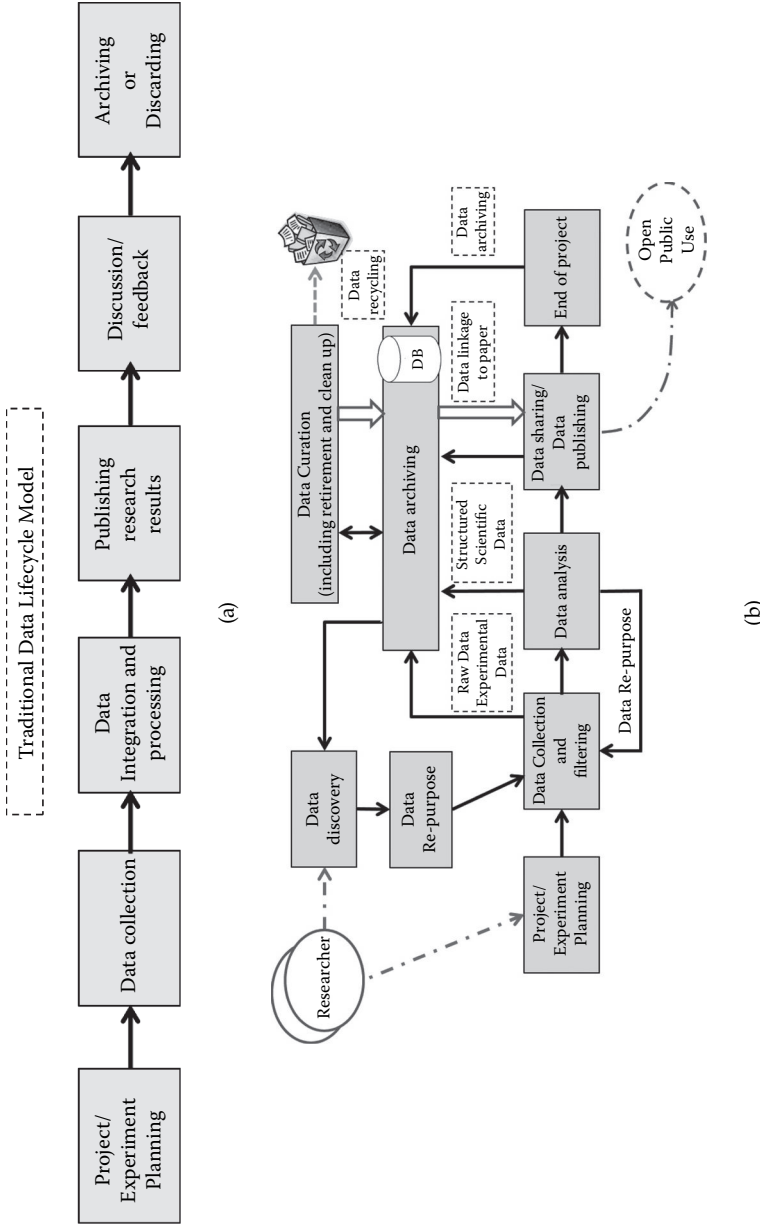 Traditional Data Lifecycle Model
Project/
Experiment
Planning
Data collection
Data
Integration and
processing
Publishing
research
results
Discussion/
feedback
Archiving
or
Discarding
(a)
Researcher
Data
discovery
Data
Re-purpose
Data Curation
(including retirement and clean up)
Data
recycling
Data archiving
DB
Raw Data
Experimental
Data
Structured
Scientific
Data
Data linkage
to paper
Data
archiving
Project/
Experiment
Planning
Data Collection
and
filtering
Data analysis
Data sharing/
Data
publishing
End of project
Data Re-purpose
Open
Public
Use
(b)